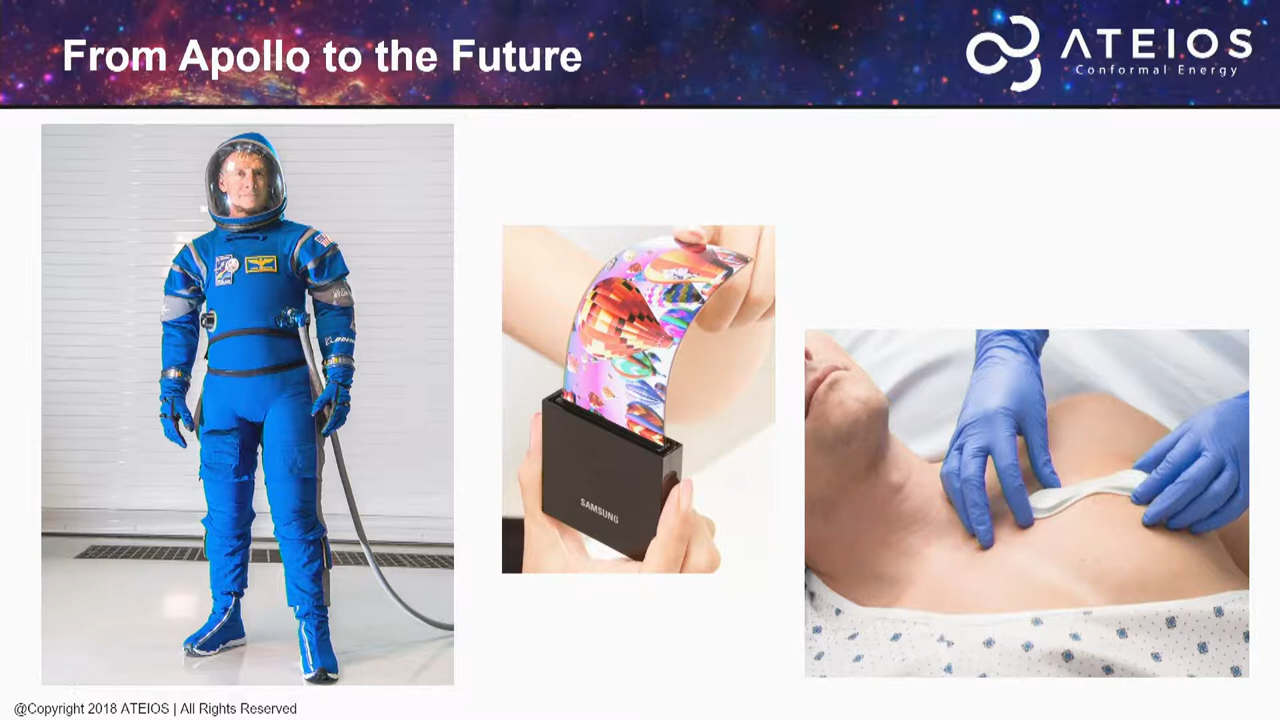 From Apollo to the Future
ATEIOS
Conformal Energy
SAMSUNG
@Copyright 2018 ATEIOS | All Rights Reserved